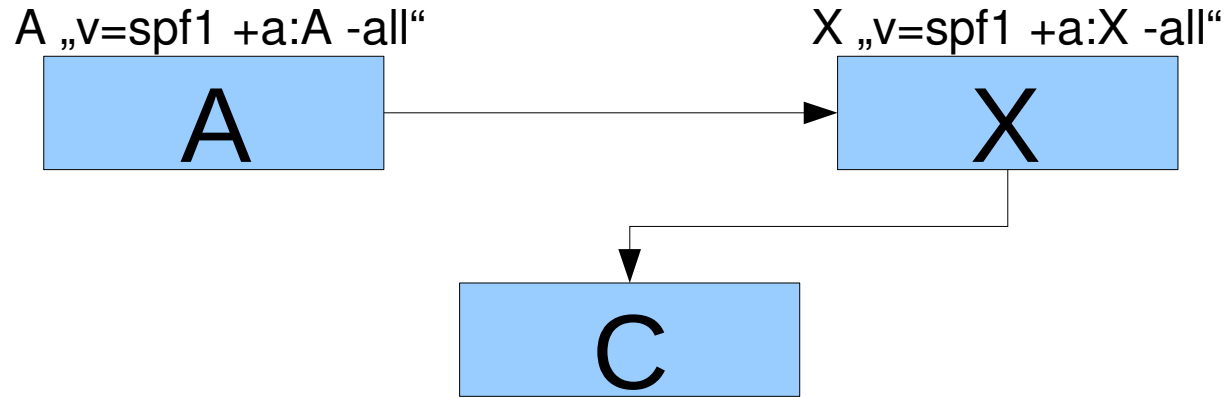 A „v=spf1 +a:A -all“
X „v=spf1 +a:X -all“
A
X
C